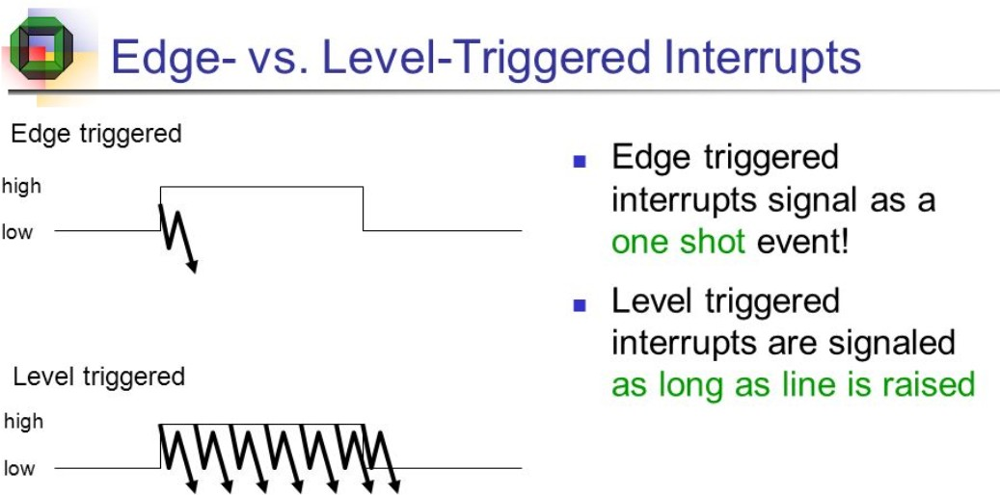 Edge- vs. Level-Triggered Interrupts
Edge triggered
high
low
Level triggered
high
low
Edge triggered
interrupts signal as a
one shot event!
Level triggered
interrupts are signaled
as long as line is raised